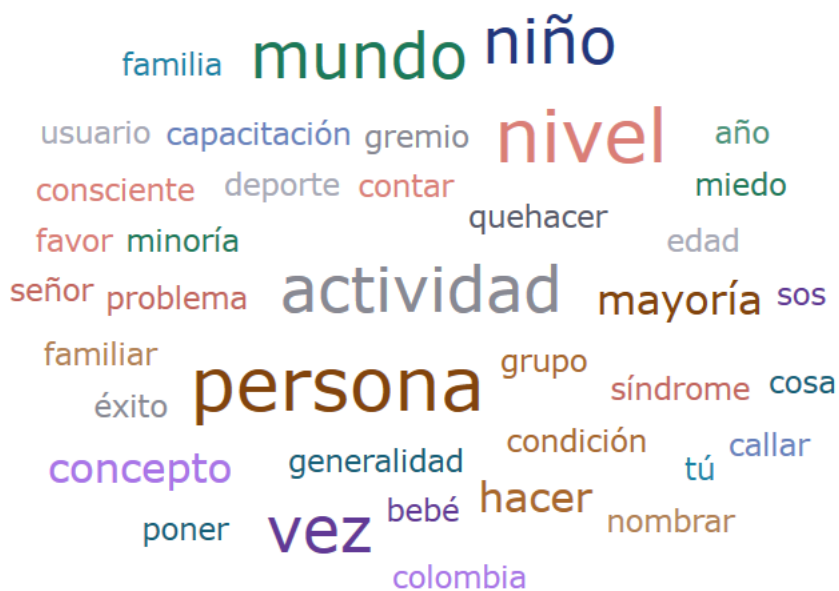 familia mundo niño
usuario capacitación gremio nivel año
consciente deporte contar miedo
quehacer
favor minoría edad
señor problema actividad mayoría sos
familiar persona grupo
éxito síndrome cosa
concepto generalidad condición tú callar
poner vez bebé hacer nombrar
colombia